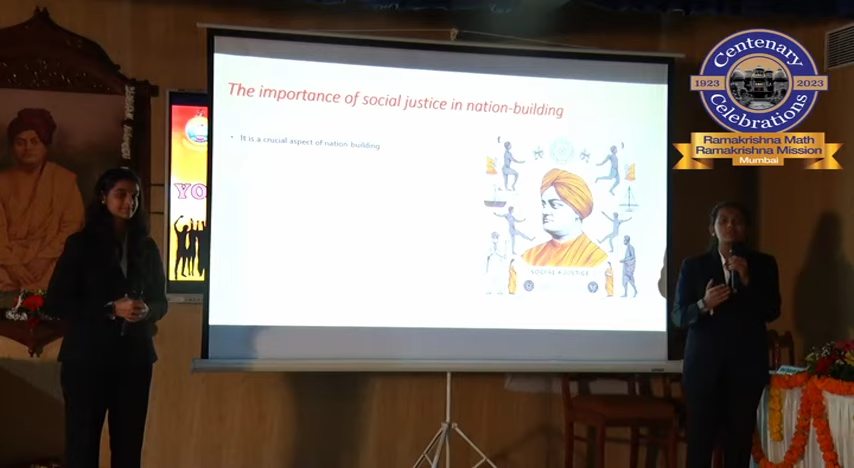 The importance of social justice in nation-building
• It is a crucial aspect of nation building
SOCIAL JUSTICE
YO
Centenary
1923 2023
Celebrations
Ramakrishna Math
Ramakrishna Mission
Mumbai